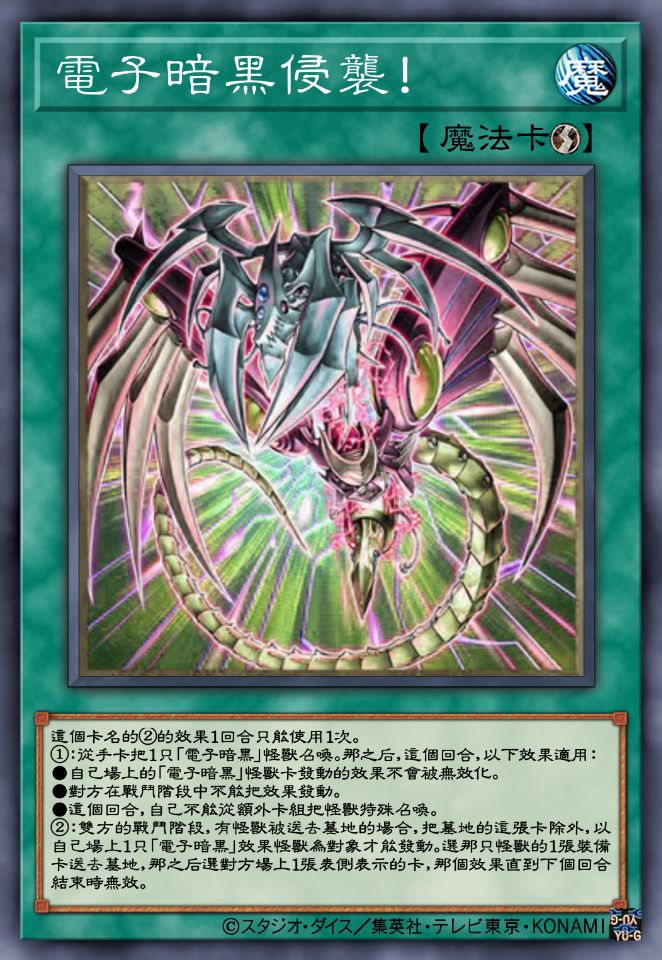 電子暗黑侵襲!
魔
【魔法卡】
這個卡名的②的效果1回合只能使用1次。
①:從手卡把1只「電子暗黑」怪獸召喚。那之后,這個回合,以下效果適用:
●自己場上的「電子暗黑」怪獸卡發動的效果不會被無效化。
●對方在戰鬥階段中不能把效果發動。
●這個回合,自己不能從額外卡組把怪獸特殊召喚。
②:雙方的戰鬥階段,有怪獸被送去墓地的場合,把墓地的這張卡除外,以
自己場上1只「電子暗黑」效果怪獸為對象才能發動。選那只怪獸的1張裝備
卡送去墓地,那之后選對方場上1張表側表示的卡,那個效果直到下個回合
結束時無效。
©スタジオ・ダイス／集英社・テレビ東京・KONAMI